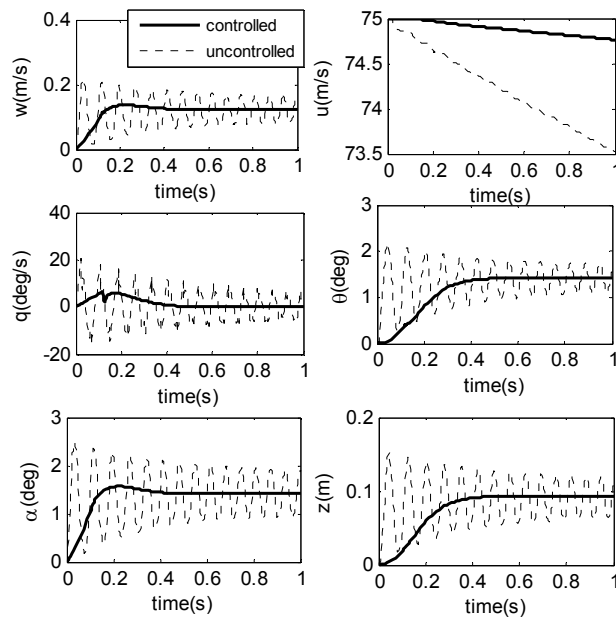 controlled
uncontrolled
0.4
0.2
0
w(m/s)
0 0.2 0.4 0.6 0.8 1
time(s)
75
74.5
74
73.5
u(m/s)
0 0.2 0.4 0.6 0.8 1
time(s)
40
20
0
-20
q(deg/s)
0 0.2 0.4 0.6 0.8 1
time(s)
3
2
1
0
θ(deg)
0 0.2 0.4 0.6 0.8 1
time(s)
3
2
1
0
α(deg)
0 0.2 0.4 0.6 0.8 1
time(s)
0.2
0.1
0
z(m)
0 0.2 0.4 0.6 0.8 1
time(s)